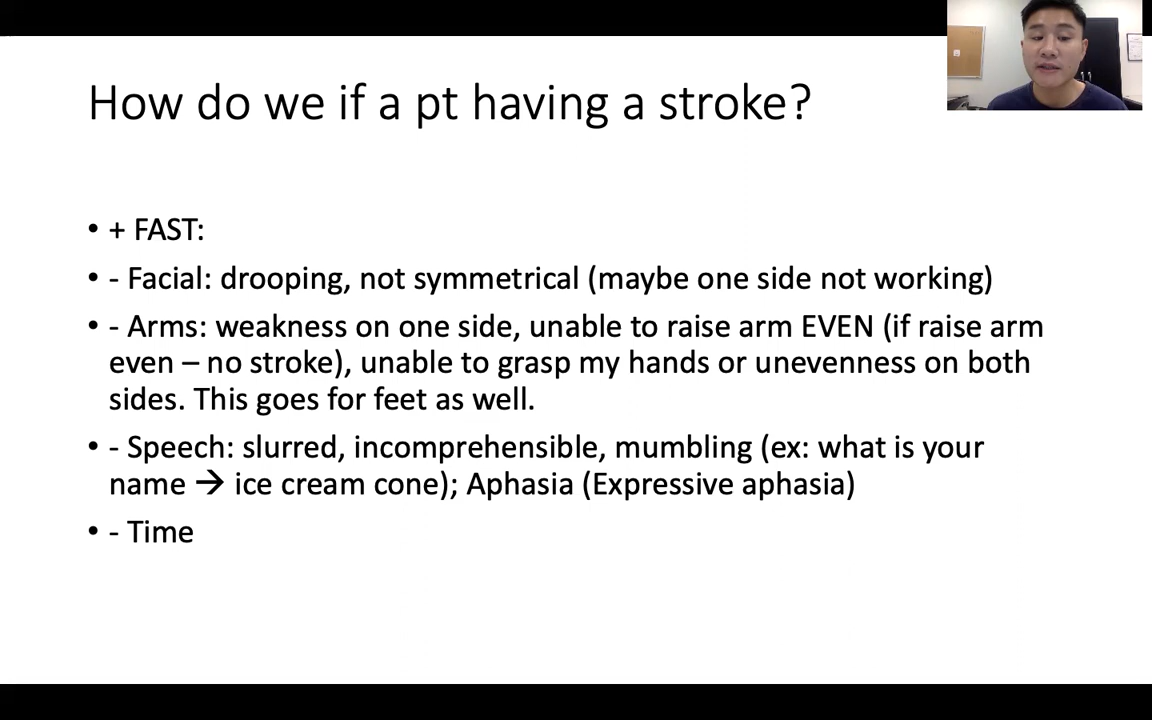 How do we if a pt having a stroke?
• + FAST:
• - Facial: drooping, not symmetrical (maybe one side not working)
• - Arms: weakness on one side, unable to raise arm EVEN (if raise arm
even – no stroke), unable to grasp my hands or unevenness on both
sides. This goes for feet as well.
• - Speech: slurred, incomprehensible, mumbling (ex: what is your
name → ice cream cone); Aphasia (Expressive aphasia)
• - Time